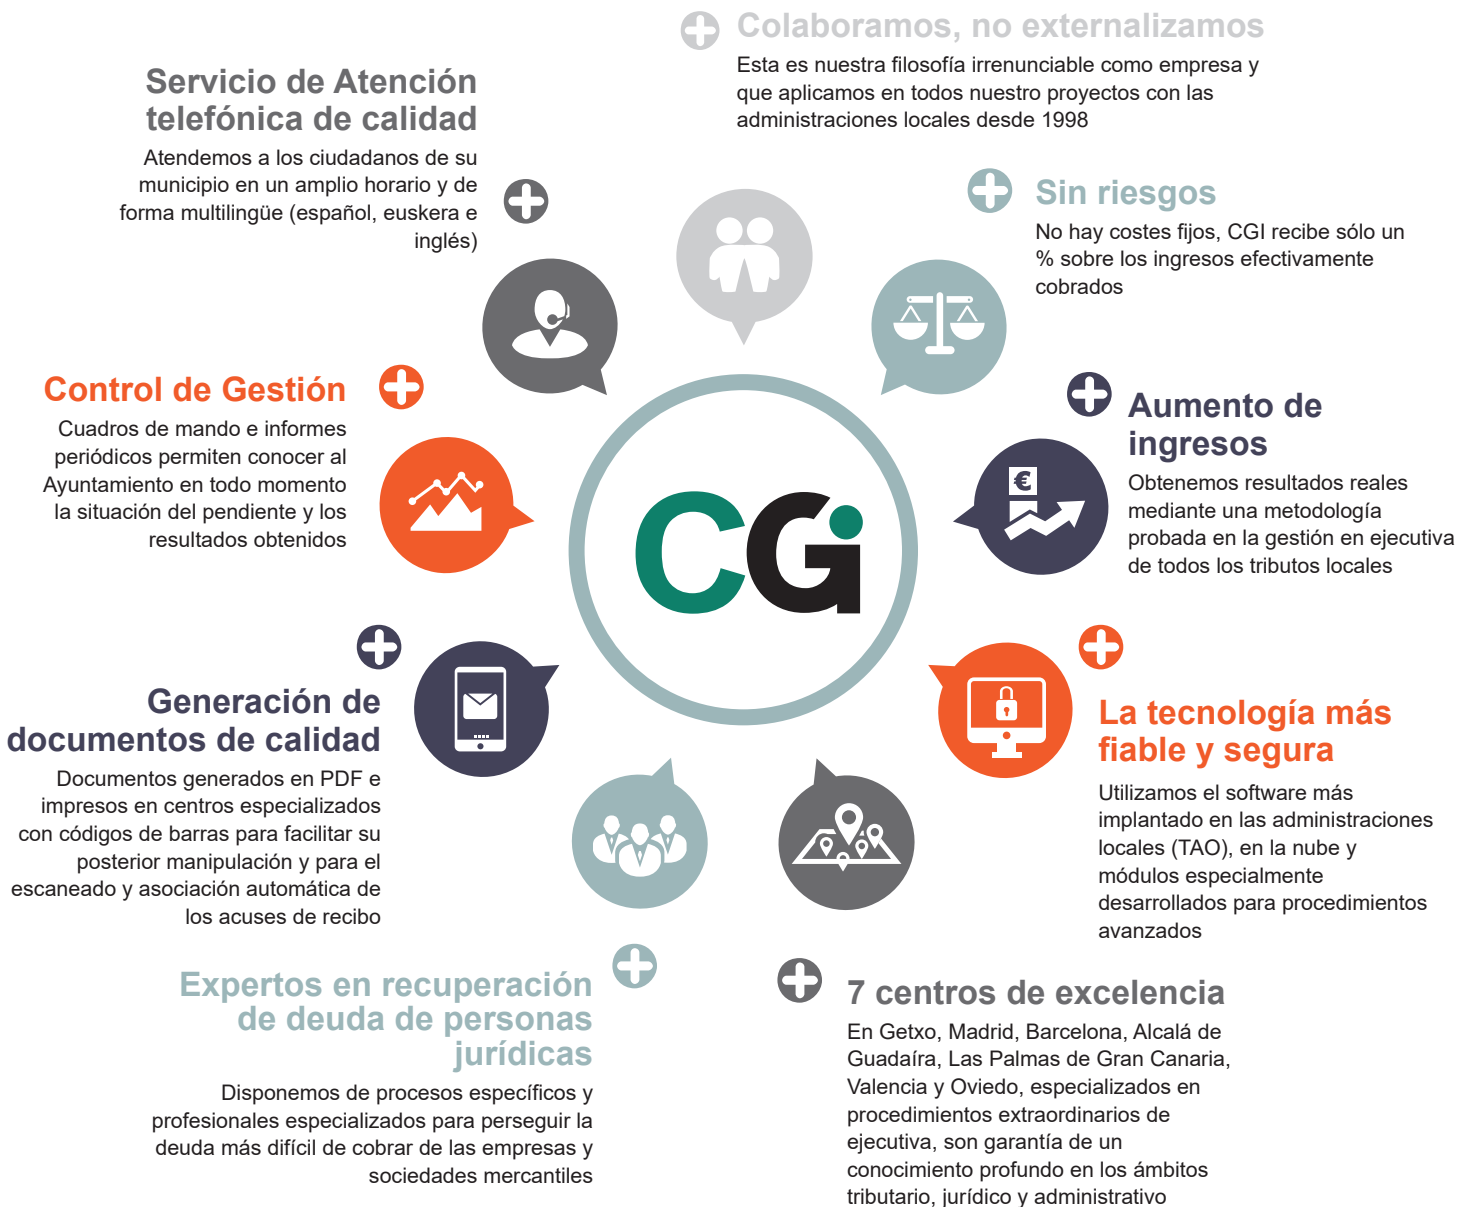 Colaboramos, no externalizamos
Esta es nuestra filosofía irrenunciable como empresa y
que aplicamos en todos nuestro proyectos con las
administraciones locales desde 1998
Sin riesgos
No hay costes fijos, CGI recibe sólo un
% sobre los ingresos efectivamente
cobrados
Aumento de
ingresos
Obtenemos resultados reales
mediante una metodología
probada en la gestión en ejecutiva
de todos los tributos locales
€
La tecnología más
fiable y segura
Utilizamos el software más
implantado en las administraciones
locales (TAO), en la nube y
módulos especialmente
desarrollados para procedimientos
avanzados
7 centros de excelencia
En Getxo, Madrid, Barcelona, Alcalá de
Guadaíra, Las Palmas de Gran Canaria,
Valencia y Oviedo, especializados en
procedimientos extraordinarios de
ejecutiva, son garantía de un
conocimiento profundo en los ámbitos
tributario, jurídico y administrativo
Expertos en recuperación
de deuda de personas
jurídicas
Disponemos de procesos específicos y
profesionales especializados para perseguir la
deuda más difícil de cobrar de las empresas y
sociedades mercantiles
Generación de
documentos de calidad
Documentos generados en PDF e
impresos en centros especializados
con códigos de barras para facilitar su
posterior manipulación y para el
escaneado y asociación automática de
los acuses de recibo
Control de Gestión
Cuadros de mando e informes
periódicos permiten conocer al
Ayuntamiento en todo momento
la situación del pendiente y los
resultados obtenidos
Servicio de Atención
telefónica de calidad
Atendemos a los ciudadanos de su
municipio en un amplio horario y de
forma multilingüe (español, euskera e
inglés)
CGi